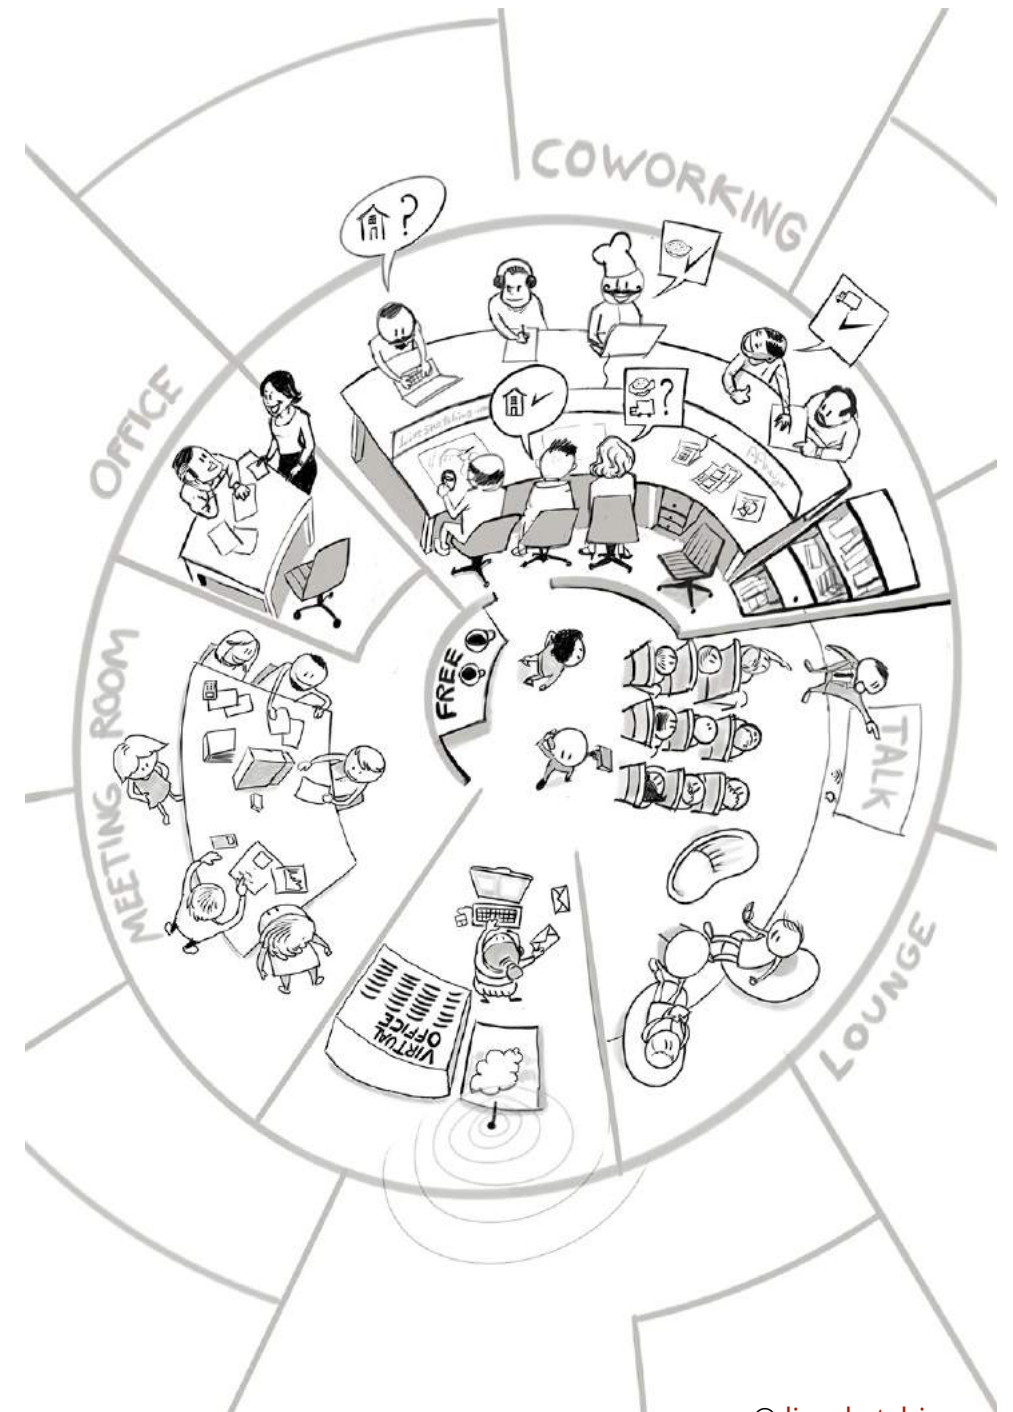 COWORKING
?
OFFICE
?
FREE
MEETING ROOM
TALK
VIRTUAL
OFFICE
LOUNGE